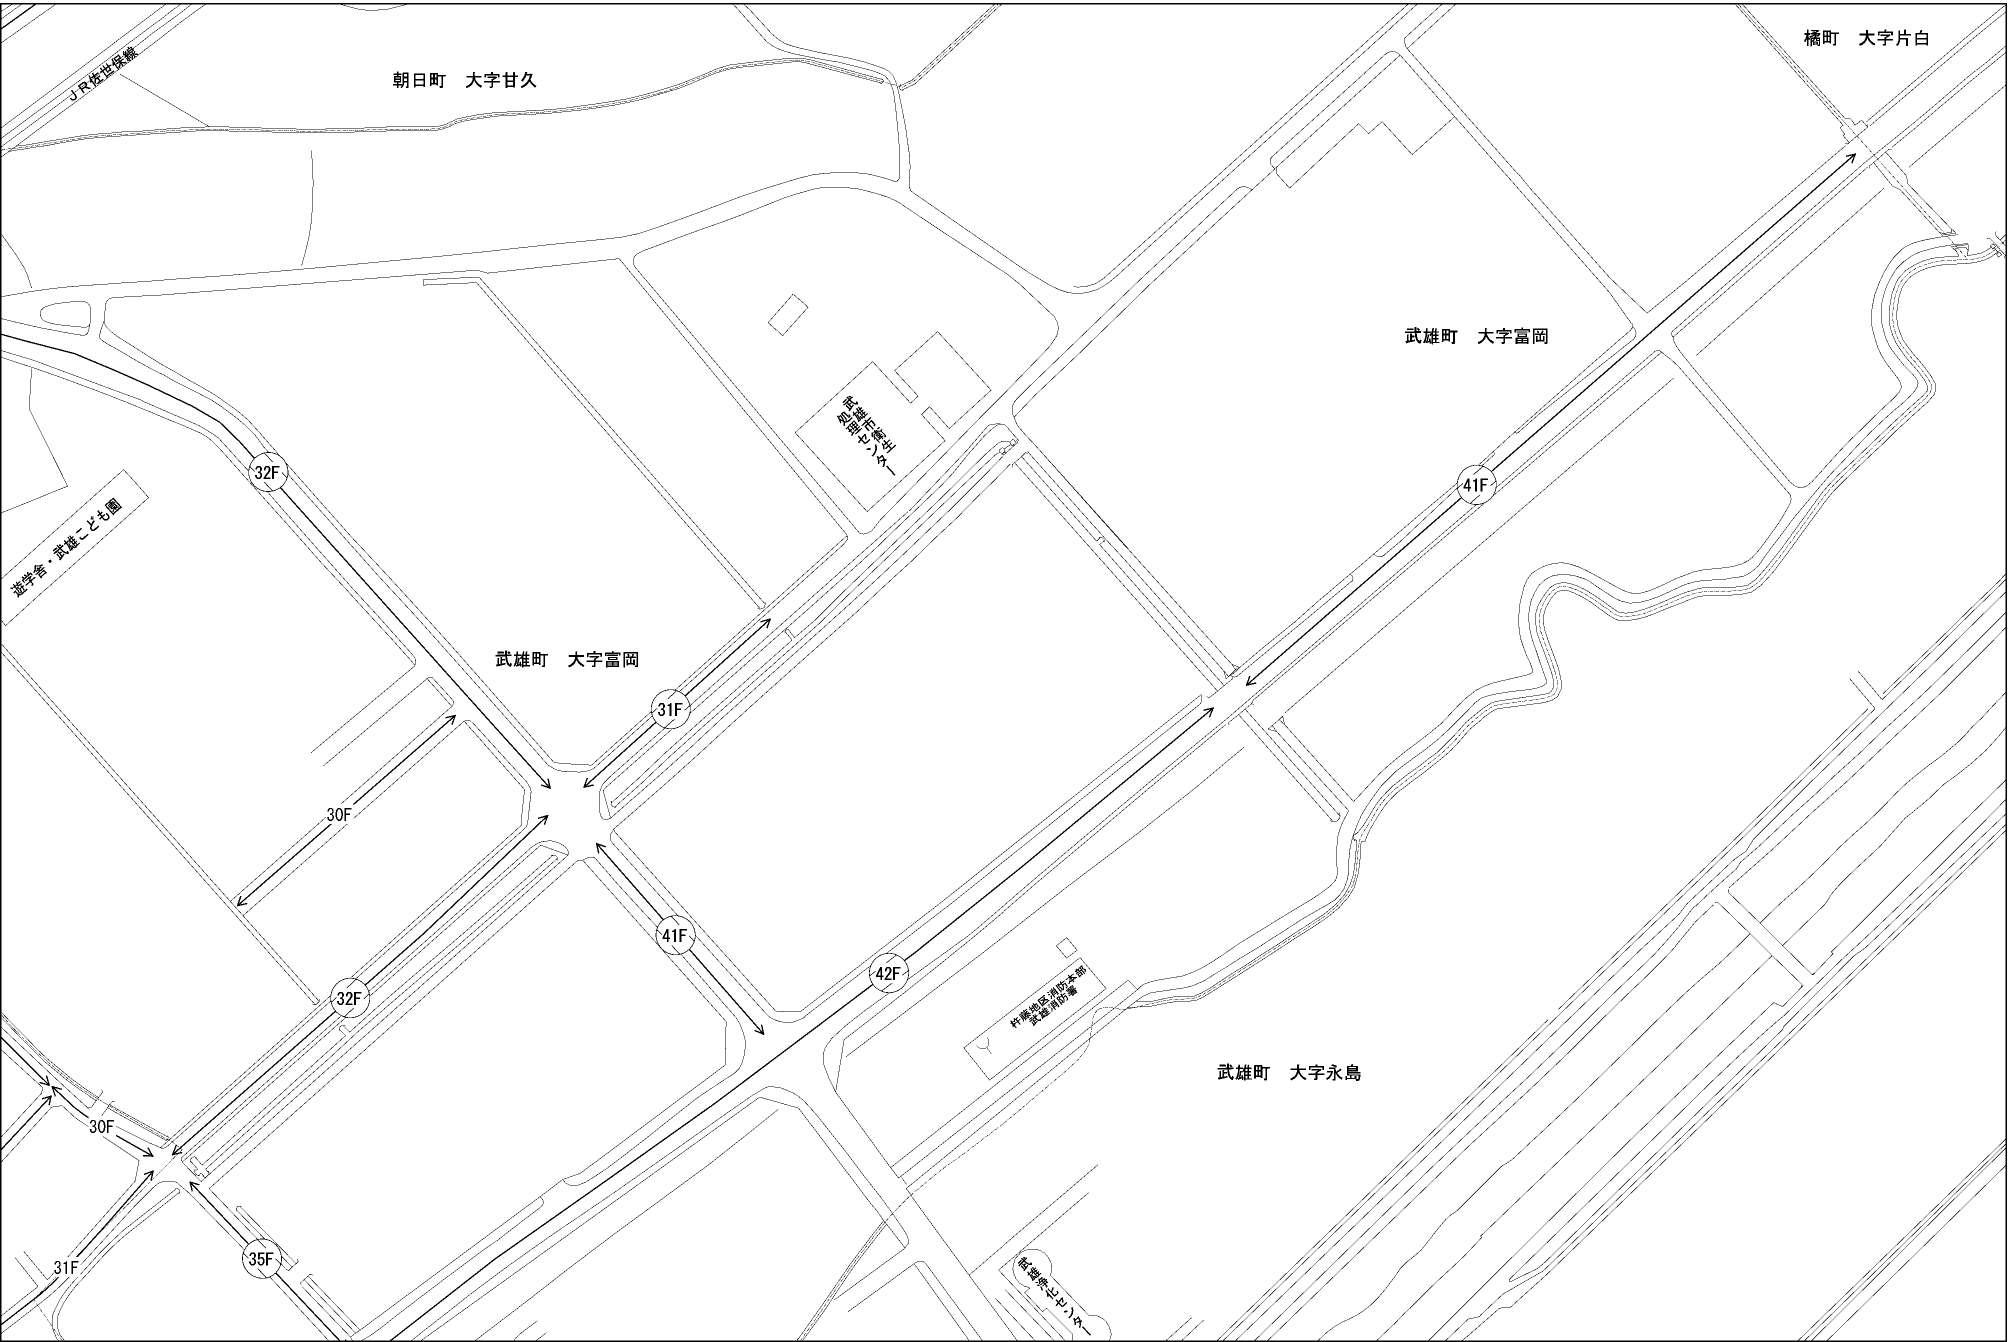 橘町　大字片白
ＪＲ佐世保線
朝日町　大字甘久
武雄町　大字富岡
武雄市衛生
処理センター
32F
41F
遊学舎・武雄こども園
武雄町　大字富岡
31F
30F
41F
42F
32F
杵藤地区消防本部
武雄消防署
武雄町　大字永島
30F
35F
31F
武雄浄化センター